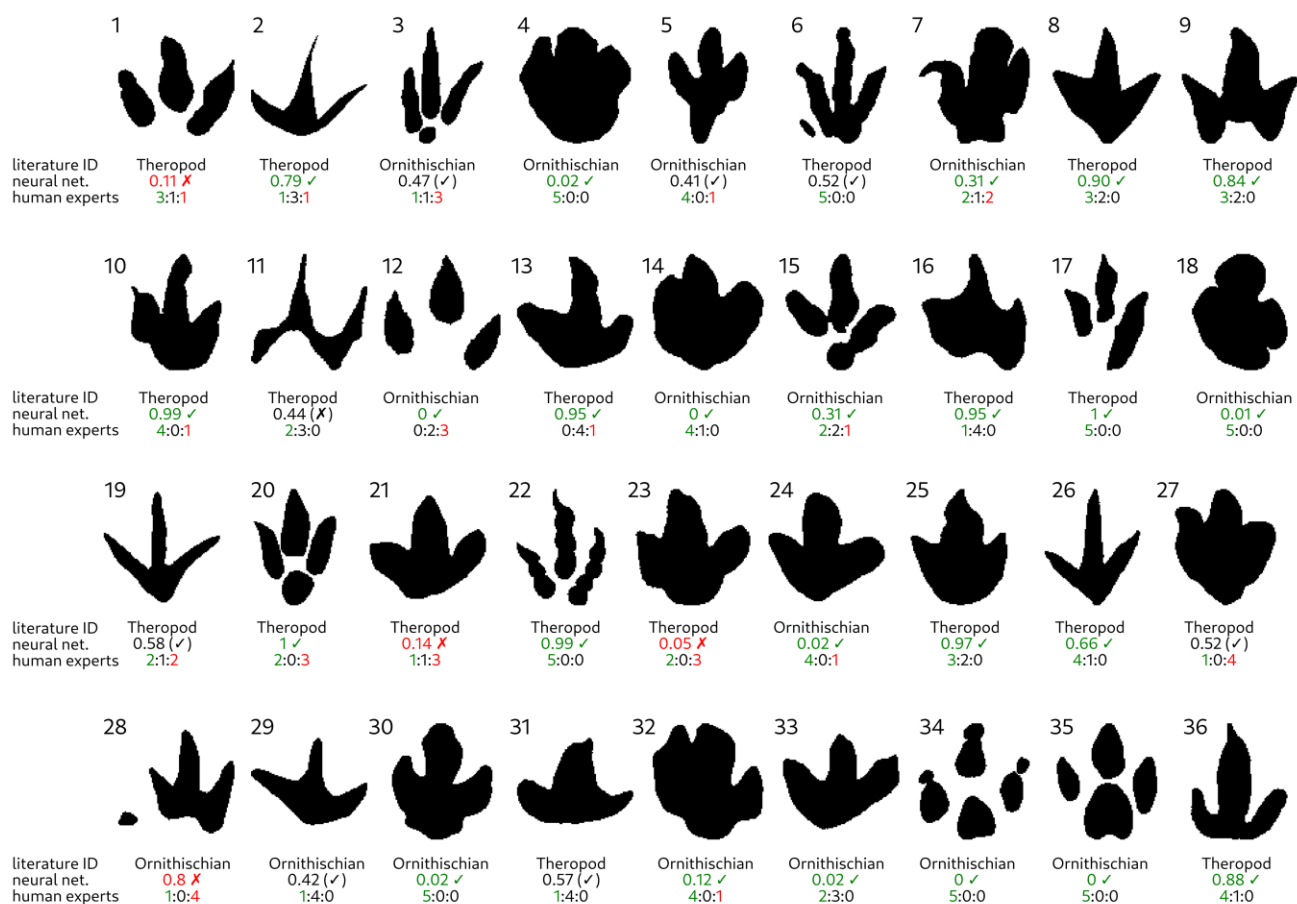 1 2 3 4 5 6 7 8 9
literature ID Theropod Theropod Ornithischian Ornithischian Ornithischian Theropod Ornithischian Theropod Theropod
neural net. 0.11 ✗ 0.79 ✓ 0.47 (✓) 0.02 ✓ 0.41 (✓) 0.52 (✓) 0.31 ✓ 0.90 ✓ 0.84 ✓
human experts 3:1:1 1:3:1 1:1:3 5:0:0 4:0:1 5:0:0 2:1:2 3:2:0 3:2:0
10 11 12 13 14 15 16 17 18
literature ID Theropod Theropod Ornithischian Theropod Ornithischian Ornithischian Theropod Theropod Ornithischian
neural net. 0.99 ✓ 0.44 (✗) 0 ✓ 0.95 ✓ 0 ✓ 0.31 ✓ 0.95 ✓ 1 ✓ 0.01 ✓
human experts 4:0:1 2:3:0 0:2:3 0:4:1 4:1:0 2:2:1 1:4:0 5:0:0 5:0:0
19 20 21 22 23 24 25 26 27
literature ID Theropod Theropod Theropod Theropod Theropod Ornithischian Theropod Theropod Theropod
neural net. 0.58 (✓) 1 ✓ 0.14 ✗ 0.99 ✓ 0.05 ✗ 0.02 ✓ 0.97 ✓ 0.66 ✓ 0.52 (✓)
human experts 2:1:2 2:0:3 1:1:3 5:0:0 2:0:3 4:0:1 3:2:0 4:1:0 1:0:4
28 29 30 31 32 33 34 35 36
literature ID Ornithischian Ornithischian Ornithischian Theropod Ornithischian Ornithischian Ornithischian Ornithischian Theropod
neural net. 0.8 ✗ 0.42 (✓) 0.02 ✓ 0.57 (✓) 0.12 ✓ 0.02 ✓ 0 ✓ 0 ✓ 0.88 ✓
human experts 1:0:4 1:4:0 5:0:0 1:4:0 4:0:1 2:3:0 5:0:0 5:0:0 4:1:0